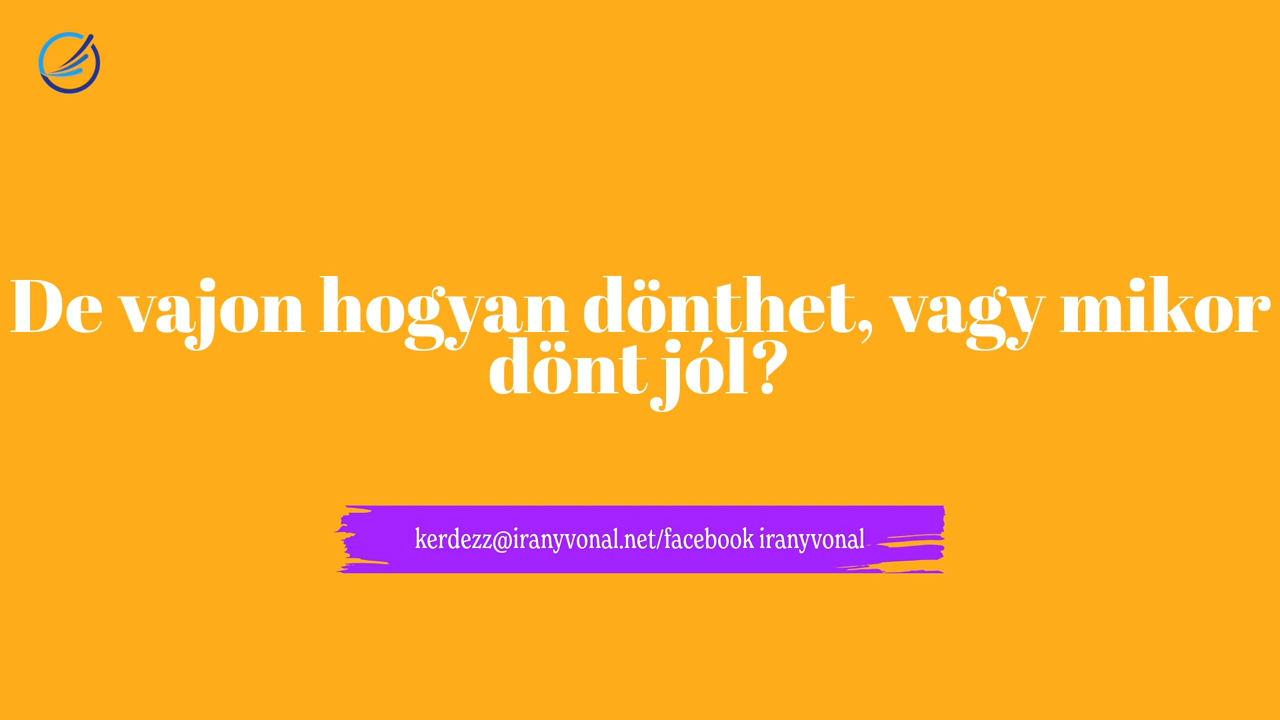 De vajon hogyan dönthet, vagy mikor
dönt jól?
kerdezz@iranyvonal.net/facebook iranyvonal